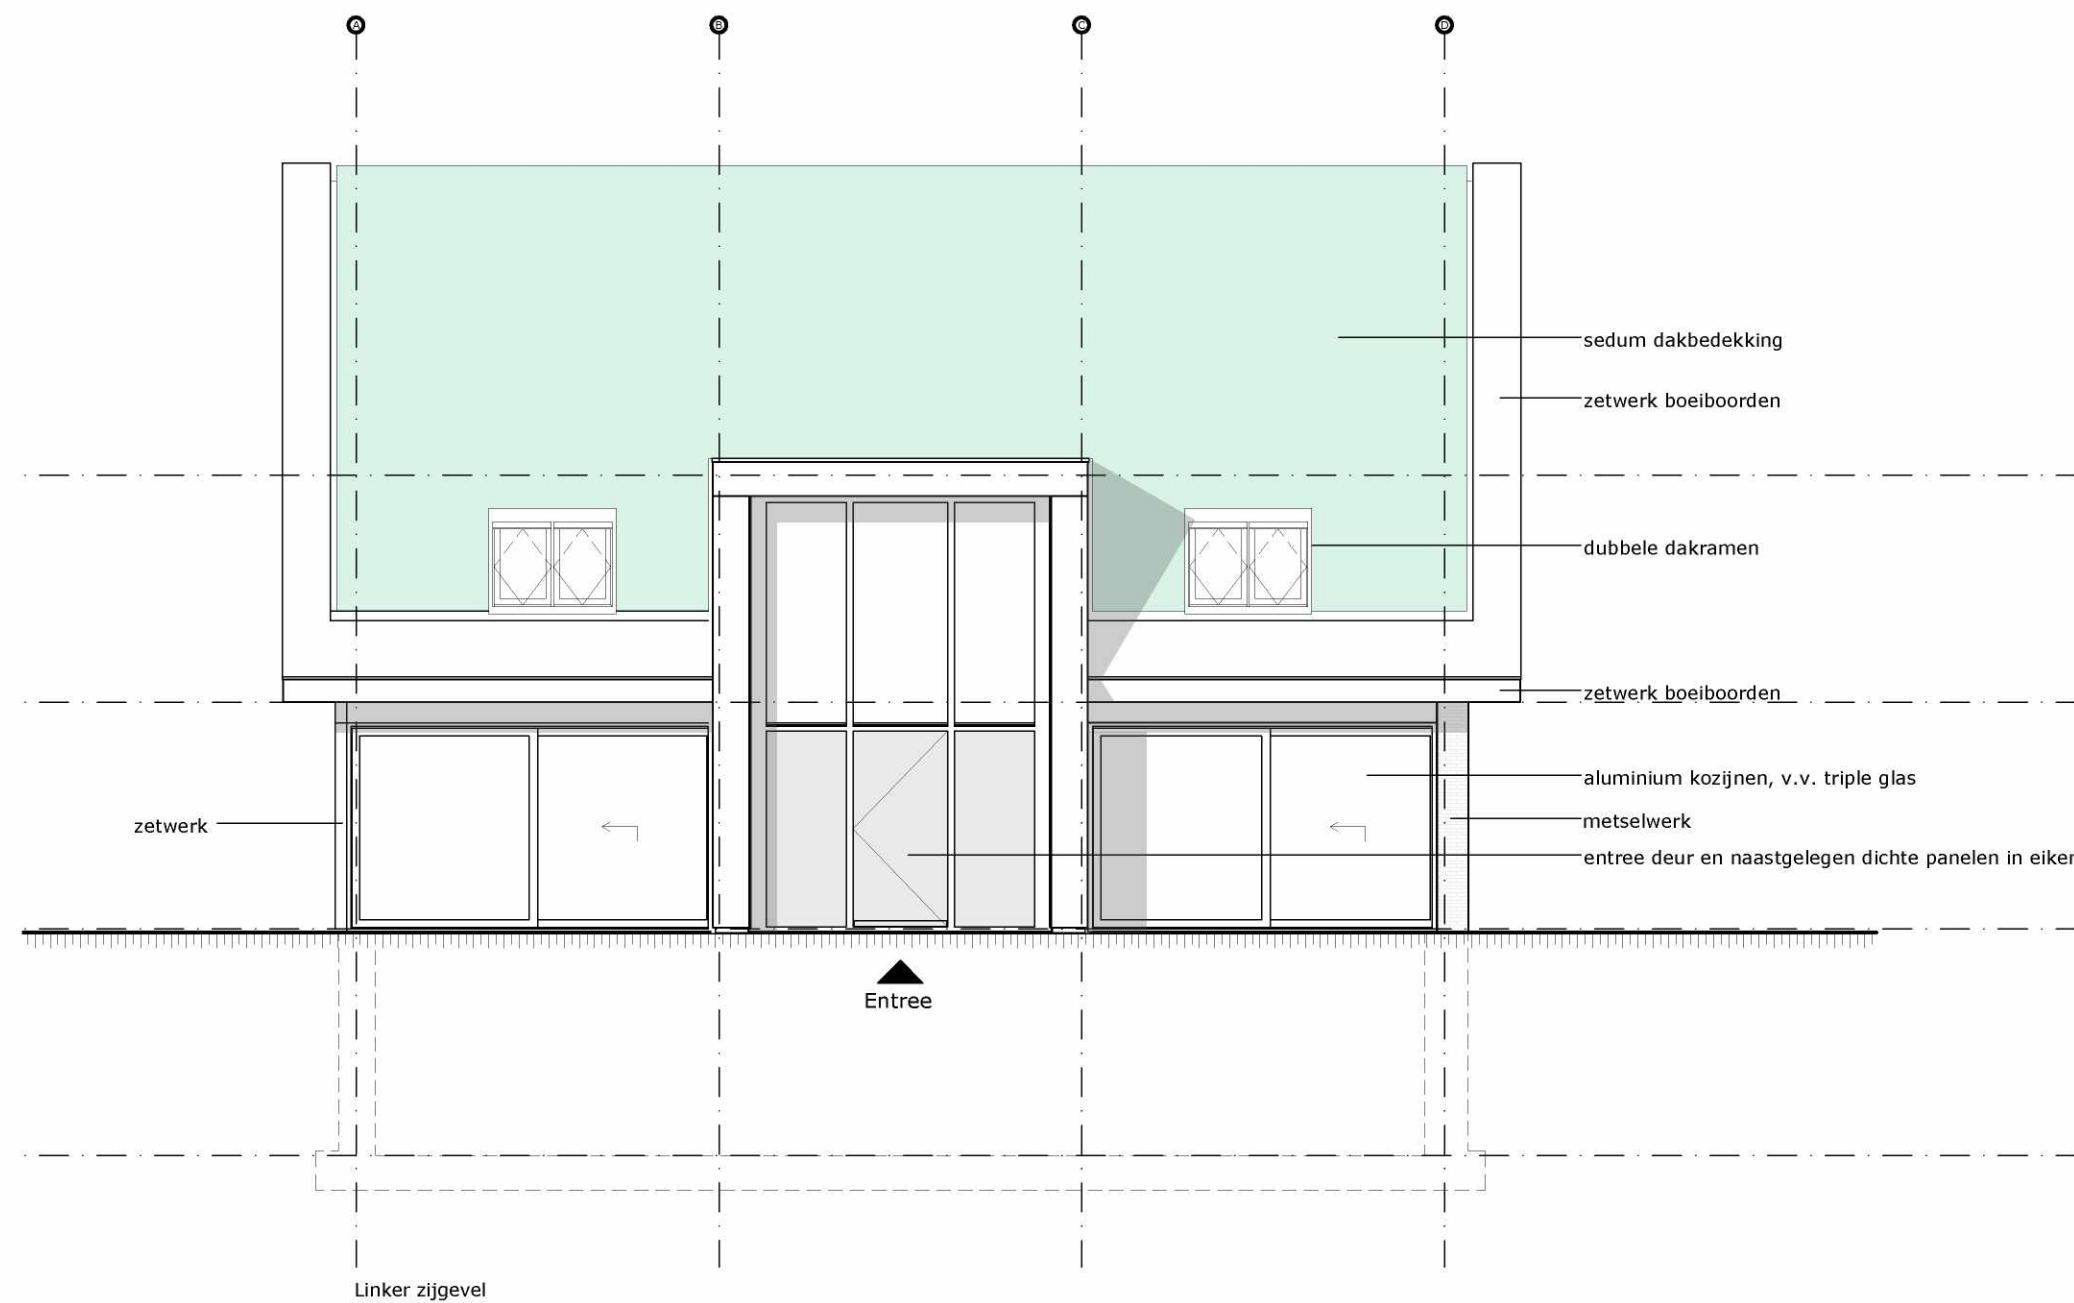 A B C D
sedum dakbedekking
zetwerk boeiboorden
dubbele dakramen
zetwerk boeiboorden
aluminium kozijnen, v.v. triple glas
zetwerk
metselwerk
entree deur en naastgelegen dichte panelen in eiken
Entree
Linker zijgevel